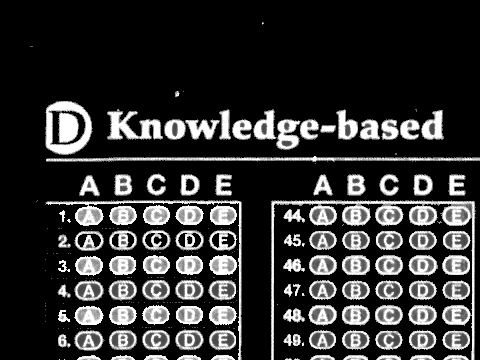 D Knowledge-based
A B C D E A B C D E
1. A B C D E 44. A B C D E
2. A B C D E 45. A B C D E
3. A B C D E 46. A B C D E
4. A B C D E 47. A B C D E
5. A B C D E 48. A B C D E
6. A B C D E 49. A B C D E